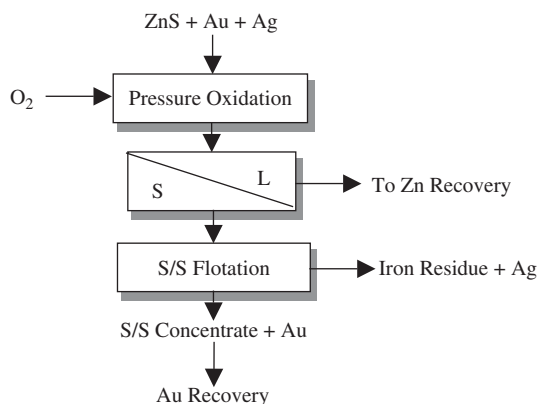 ZnS + Au + Ag
O₂
Pressure Oxidation
S
L
To Zn Recovery
S/S Flotation
Iron Residue + Ag
S/S Concentrate + Au
Au Recovery